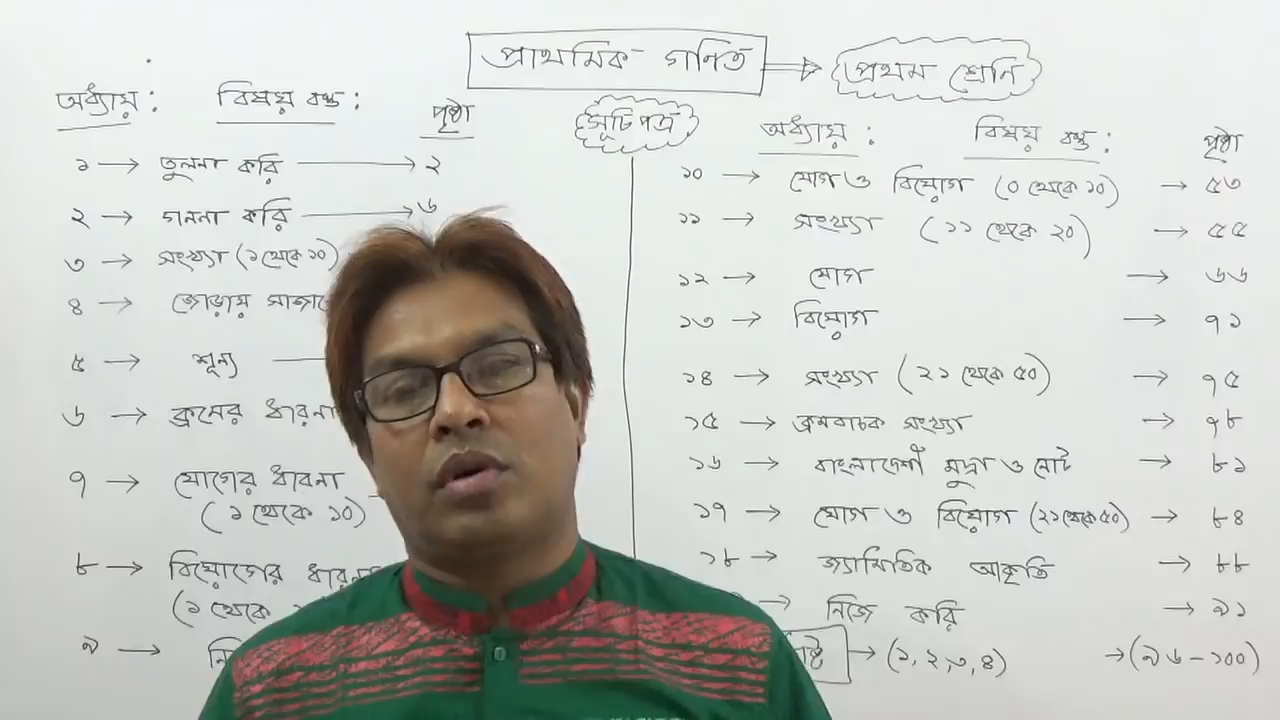 প্রাথমিক গনিত ⇒ প্রথম শ্রেনি
সূচিপত্র
অধ্যায় : বিষয় বস্তু : পৃষ্ঠা
১ → তুলনা করি → ২
২ → গননা করি → ৬
৩ → সংখ্যা (১ থেকে ১০)
৪ → জোড়ায়
৫ → শূন্য
৬ → ক্রমের ধারনা
৭ → যোগের ধারনা
(১ থেকে ১০)
৮ → বিয়োগের ধারনা
(১ থেকে
৯ →
অধ্যায় : বিষয় বস্তু : পৃষ্ঠা
১০ → যোগ ও বিয়োগ (০ থেকে ১০) → ৫৩
১১ → সংখ্যা (১১ থেকে ২০) → ৫৫
১২ → যোগ → ৬৬
১৩ → বিয়োগ → ৭১
১৪ → সংখ্যা (২১ থেকে ৫০) → ৭৫
১৫ → ক্রমবাচক সংখ্যা → ৭৮
১৬ → বাংলাদেশী মুদ্রা ও নোট → ৮১
১৭ → যোগ ও বিয়োগ (২১ থেকে ৫০) → ৮৪
১৮ → জ্যামিতিক আকৃতি → ৮৮
→ নিজে করি → ৯১
→ (১, ২, ৩, ৪) → (৯৬ - ১০০)